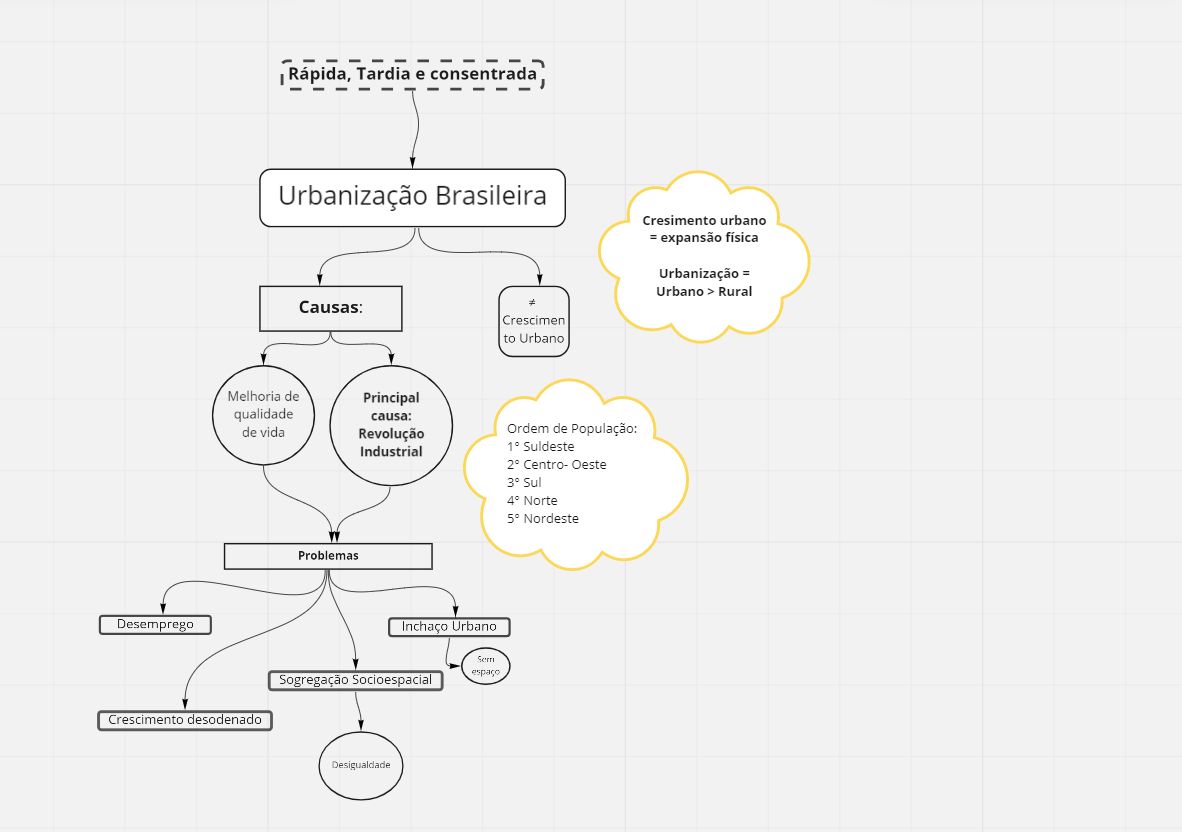 Rápida, Tardia e consentrada
Urbanização Brasileira
Cresimento urbano
= expansão física
Urbanização =
Urbano > Rural
Causas:
≠
Crescimen
to Urbano
Melhoria de
qualidade
de vida
Principal
causa:
Revolução
Industrial
Ordem de População:
1° Suldeste
2° Centro- Oeste
3° Sul
4° Norte
5° Nordeste
Problemas
Desemprego
Inchaço Urbano
Sem
espaço
Sogregação Socioespacial
Crescimento desodenado
Desigualdade